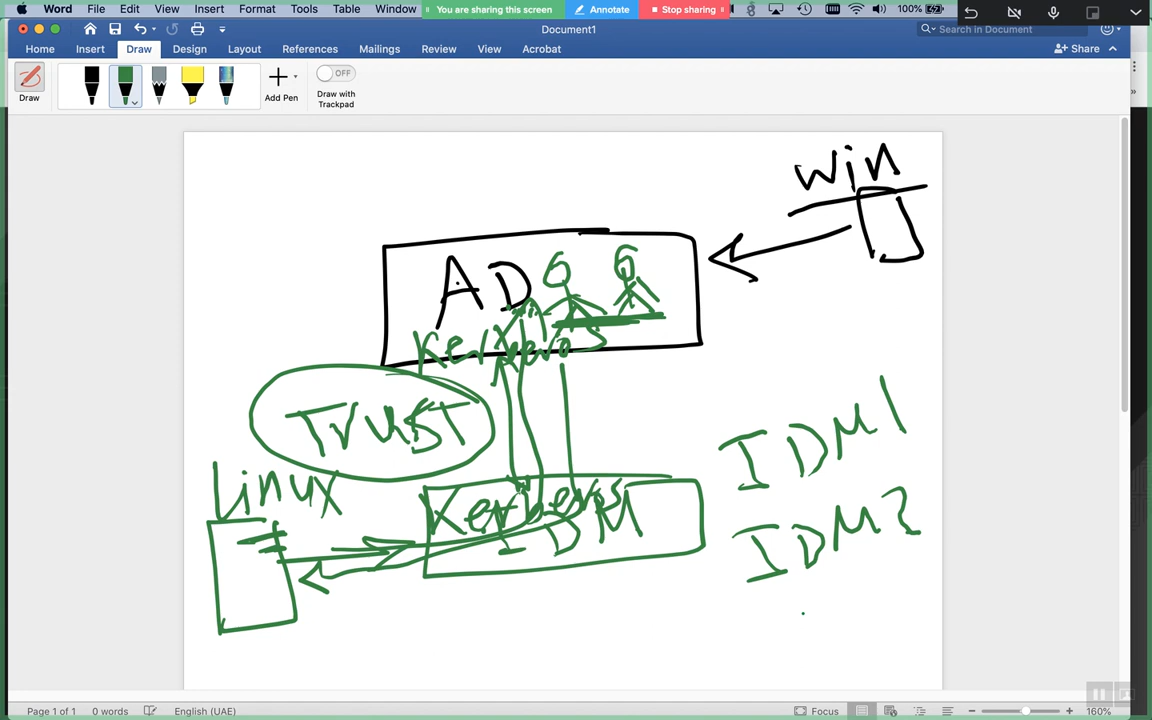 Word File Edit View Insert Format Tools Table Window You are sharing this screen Annotate Stop sharing 100%
Document1
Search in Document
Home Insert Draw Design Layout References Mailings Review View Acrobat
Share
OFF
Draw
Add Pen
Draw with
Trackpad
Win
AD
Kerberos
TRUST
IDM1
Linux
Kerberos
IDM
IDM2
Page 1 of 1 0 words English (UAE) Focus 160%